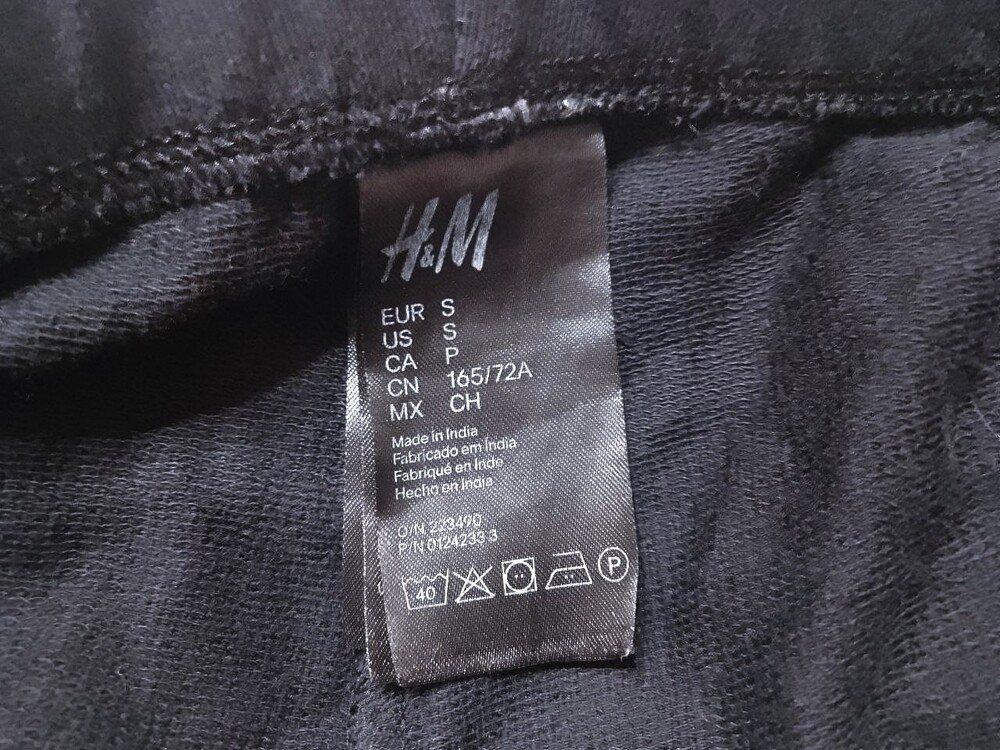 H&M
EUR S
US S
CA P
CN 165/72A
MX CH
Made in India
Fabricado em Índia
Fabriqué en Inde
Hecho en India
O/N 223490
P/N 0124233 3
40 P